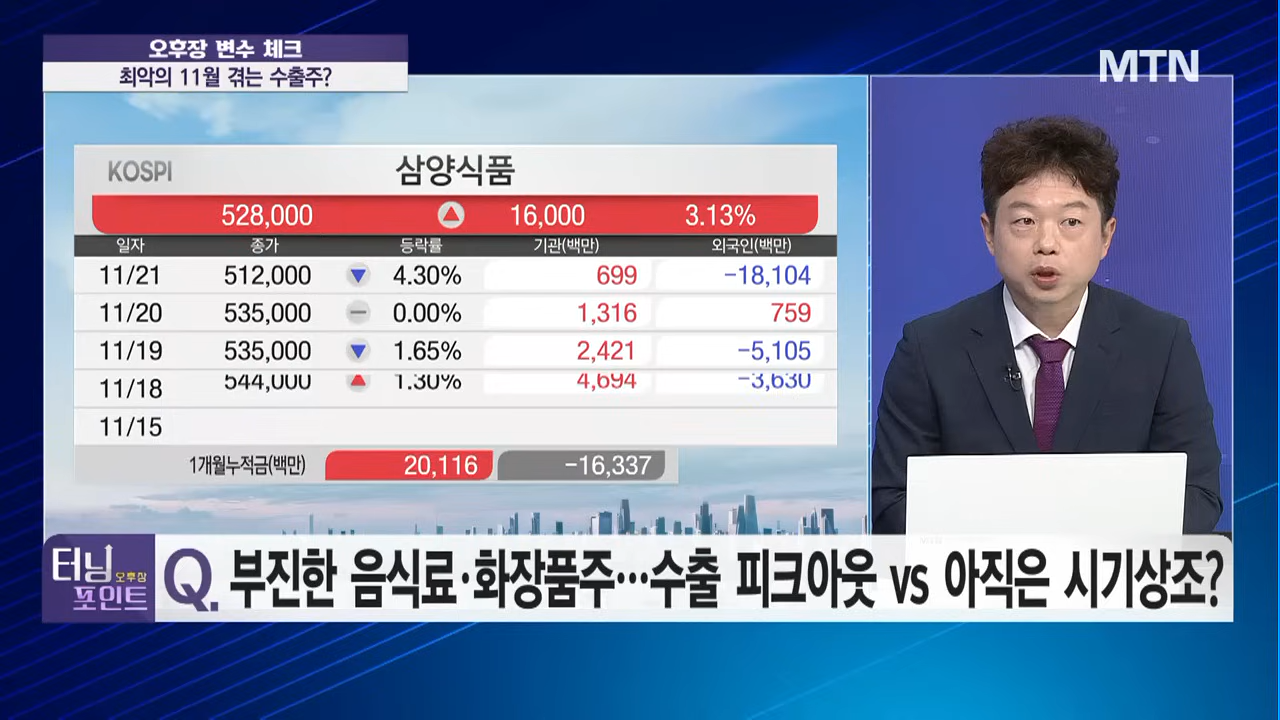 오후장 변수 체크
최악의 11월 겪는 수출주?
MTN
KOSPI 삼양식품
528,000 ▲ 16,000 3.13%
일자 종가 등락률 기관(백만) 외국인(백만)
11/21 512,000 ▼ 4.30% 699 -18,104
11/20 535,000 － 0.00% 1,316 759
11/19 535,000 ▼ 1.65% 2,421 -5,105
11/18 544,000 ▲ 1.30% 4,694 -3,630
11/15
1개월누적금(백만) 20,116 -16,337
터닝 오후장
포인트
Q. 부진한 음식료·화장품주…수출 피크아웃 vs 아직은 시기상조?